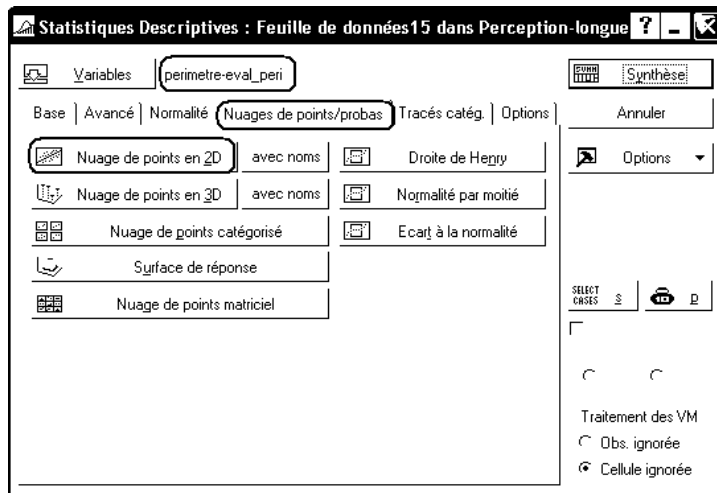 Statistiques Descriptives : Feuille de données15 dans Perception-longue ? _ X
Variables perimetre-eval_peri
Synthèse
Base Avancé Normalité Nuages de points/probas Tracés catég. Options
Annuler
Nuage de points en 2D avec noms Droite de Henry
Options
Nuage de points en 3D avec noms Normalité par moitié
Nuage de points catégorisé Ecart à la normalité
Surface de réponse
Nuage de points matriciel
SELECT CASES S D
Traitement des VM
Obs. ignorée
Cellule ignorée